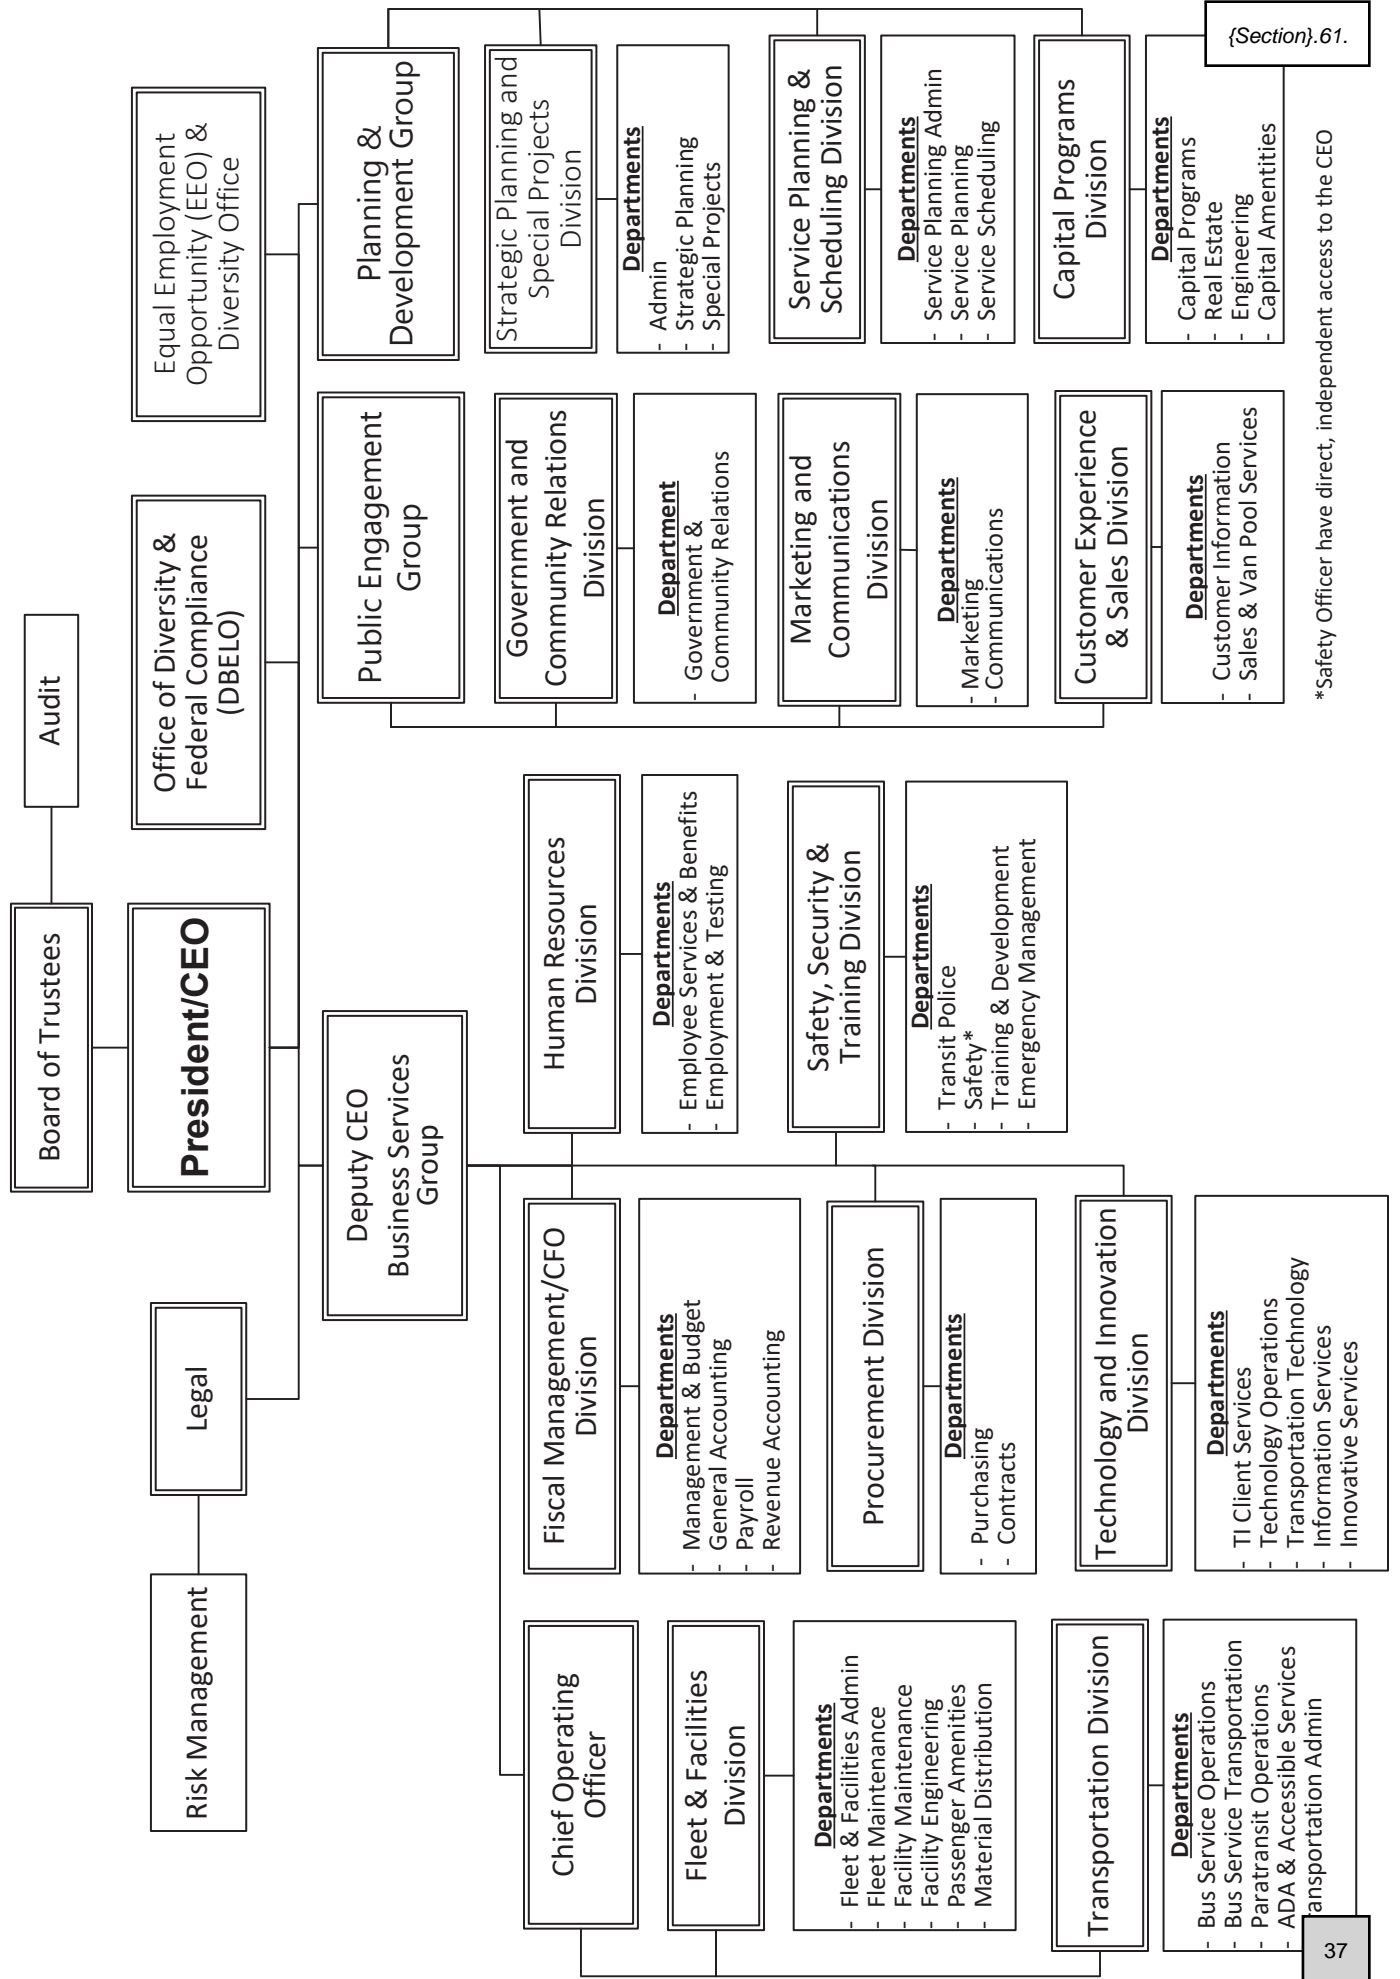 Board of Trustees
Audit
President/CEO
Risk Management
Legal
Office of Diversity &
Federal Compliance
(DBELO)
Equal Employment
Opportunity (EEO) &
Diversity Office
Deputy CEO
Business Services
Group
Public Engagement
Group
Planning &
Development Group
Chief Operating
Officer
Fleet & Facilities
Division
Departments
- Fleet & Facilities Admin
- Fleet Maintenance
- Facility Maintenance
- Facility Engineering
- Passenger Amenities
- Material Distribution
Transportation Division
Departments
- Bus Service Operations
- Bus Service Transportation
- Paratransit Operations
- ADA & Accessible Services
ansportation Admin
Fiscal Management/CFO
Division
Departments
- Management & Budget
- General Accounting
- Payroll
- Revenue Accounting
Procurement Division
Departments
- Purchasing
- Contracts
Technology and Innovation
Division
Departments
- TI Client Services
- Technology Operations
- Transportation Technology
- Information Services
- Innovative Services
Human Resources
Division
Departments
- Employee Services & Benefits
- Employment & Testing
Safety, Security &
Training Division
Departments
- Transit Police
- Safety*
- Training & Development
- Emergency Management
Government and
Community Relations
Division
Department
- Government &
Community Relations
Marketing and
Communications
Division
Departments
- Marketing
- Communications
Customer Experience
& Sales Division
Departments
- Customer Information
- Sales & Van Pool Services
Strategic Planning and
Special Projects
Division
Departments
- Admin
- Strategic Planning
- Special Projects
Service Planning &
Scheduling Division
Departments
- Service Planning Admin
- Service Planning
- Service Scheduling
Capital Programs
Division
Departments
- Capital Programs
- Real Estate
- Engineering
- Capital Amentities
*Safety Officer have direct, independent access to the CEO
{Section}.61.
37